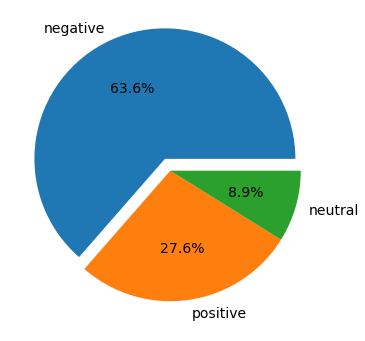 negative
63.6%
8.9%
neutral
27.6%
positive